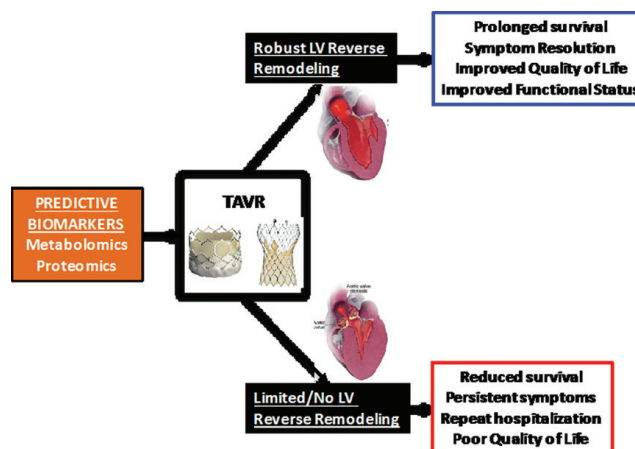 Robust LV Reverse
Remodeling
Prolonged survival
Symptom Resolution
Improved Quality of Life
Improved Functional Status
PREDICTIVE
BIOMARKERS
Metabolomics
Proteomics
TAVR
Limited/No LV
Reverse Remodeling
Reduced survival
Persistent symptoms
Repeat hospitalization
Poor Quality of Life